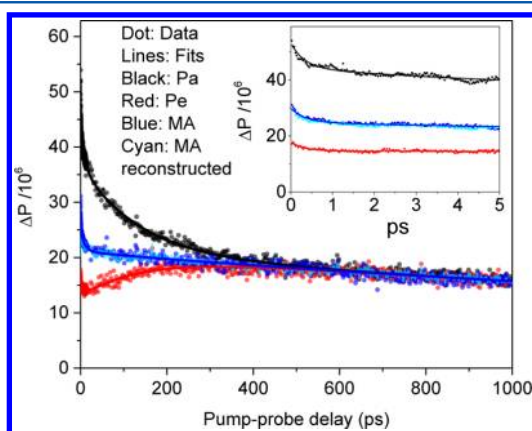 60
50
40
30
20
10
0
ΔP /10⁶
Dot: Data
Lines: Fits
Black: Pa
Red: Pe
Blue: MA
Cyan: MA
reconstructed
40
20
0
ΔP /10⁶
0 1 2 3 4 5
ps
0 200 400 600 800 1000
Pump-probe delay (ps)